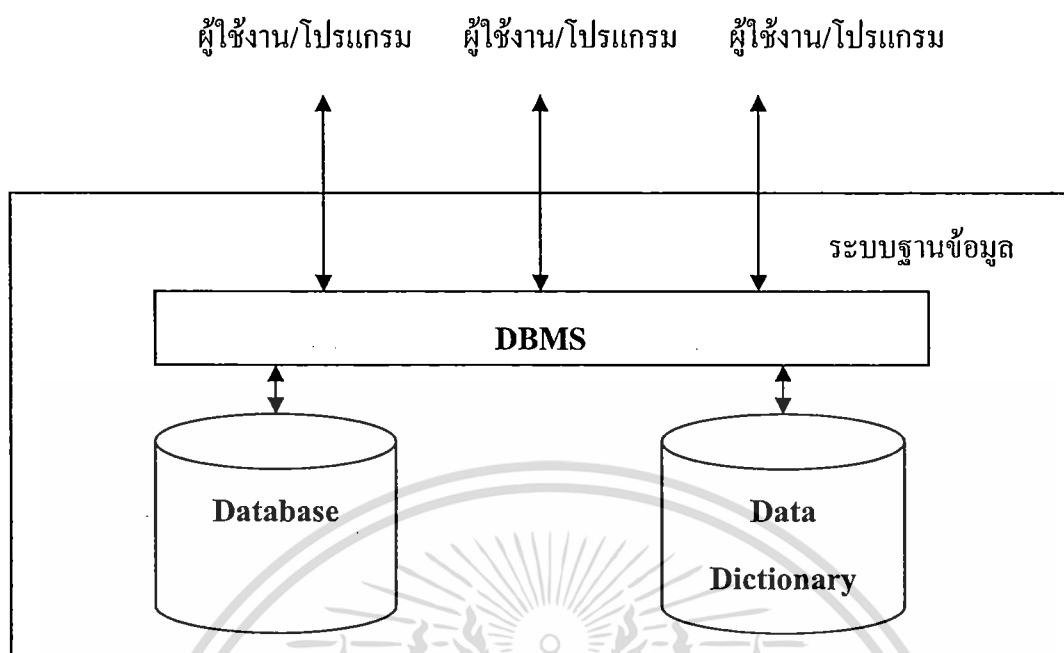 ผู้ใช้งาน/โปรแกรม ผู้ใช้งาน/โปรแกรม ผู้ใช้งาน/โปรแกรม
ระบบฐานข้อมูล
DBMS
Database
Data
Dictionary